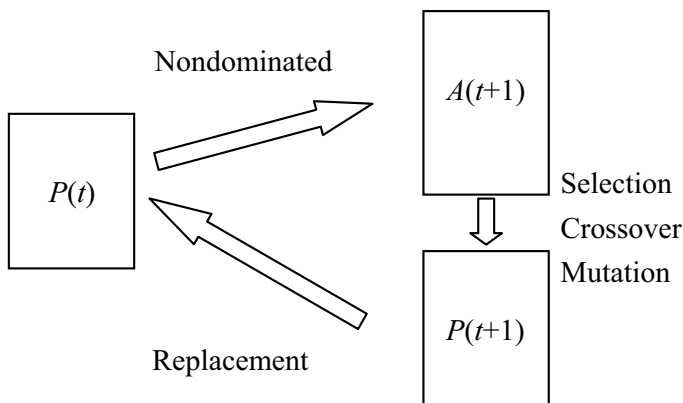 Nondominated
A(t+1)
P(t)
Selection
Crossover
Mutation
P(t+1)
Replacement